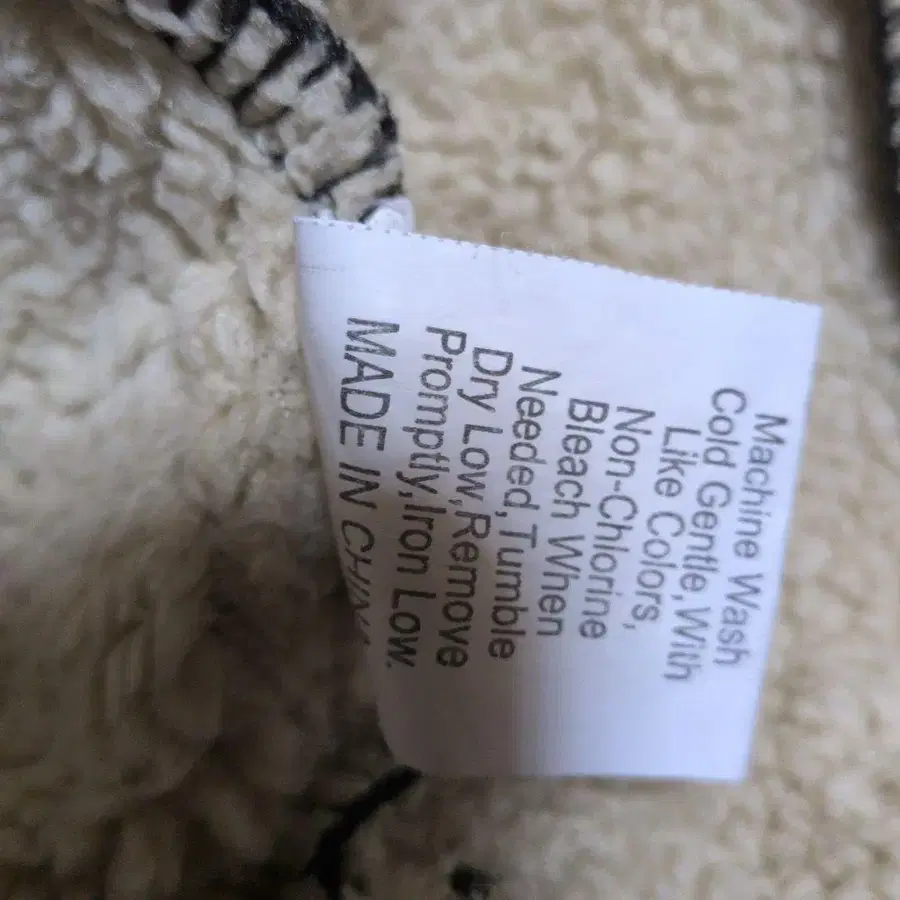 Machine Wash
Cold Gentle,With
Like Colors,
Non-Chlorine
Bleach When
Needed,Tumble
Dry Low,Remove
Promptly,Iron Low.
MADE IN CHINA